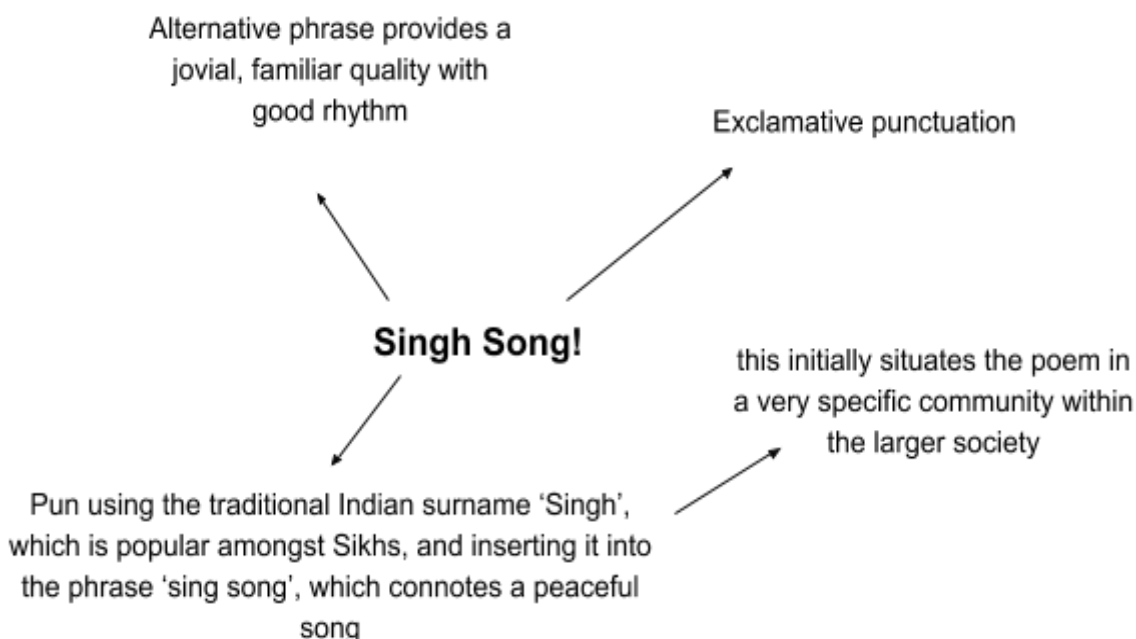 Alternative phrase provides a
jovial, familiar quality with
good rhythm
Exclamative punctuation
Singh Song!
this initially situates the poem in
a very specific community within
the larger society
Pun using the traditional Indian surname ‘Singh’,
which is popular amongst Sikhs, and inserting it into
the phrase ‘sing song’, which connotes a peaceful
song